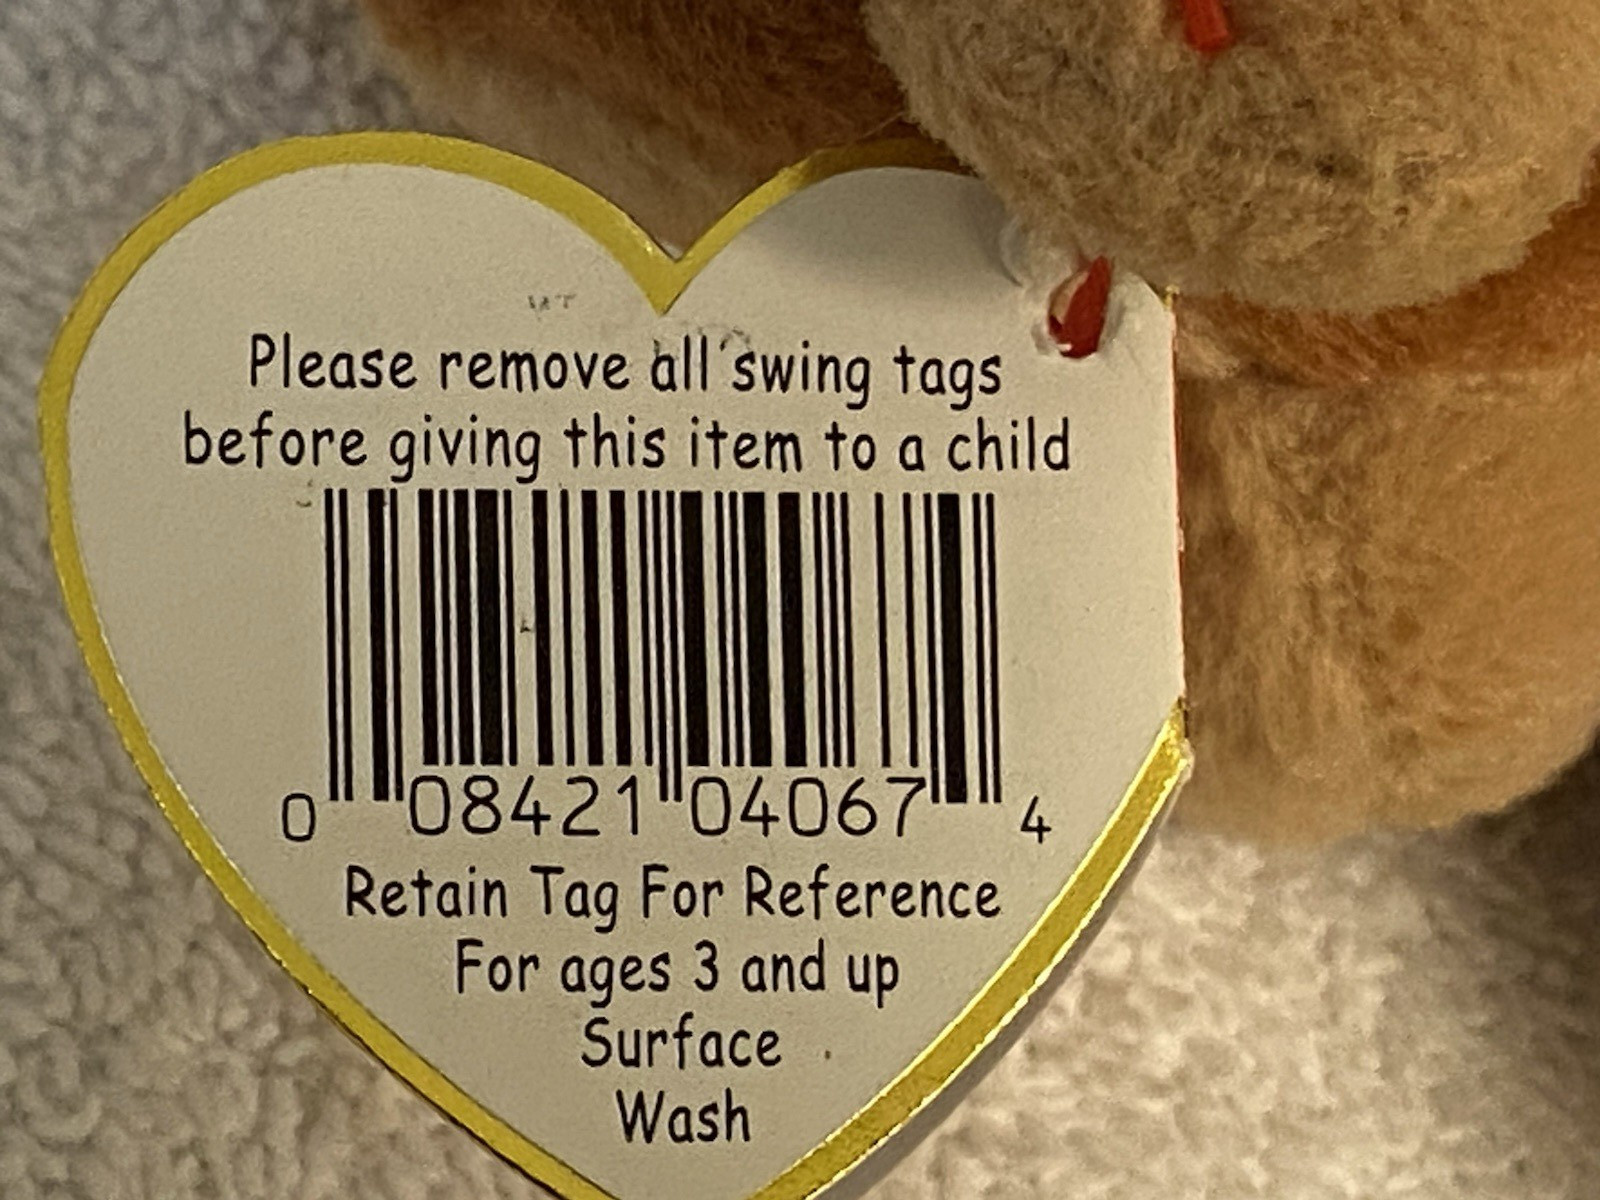 Please remove all swing tags
before giving this item to a child
0 08421 04067 4
Retain Tag For Reference
For ages 3 and up
Surface
Wash